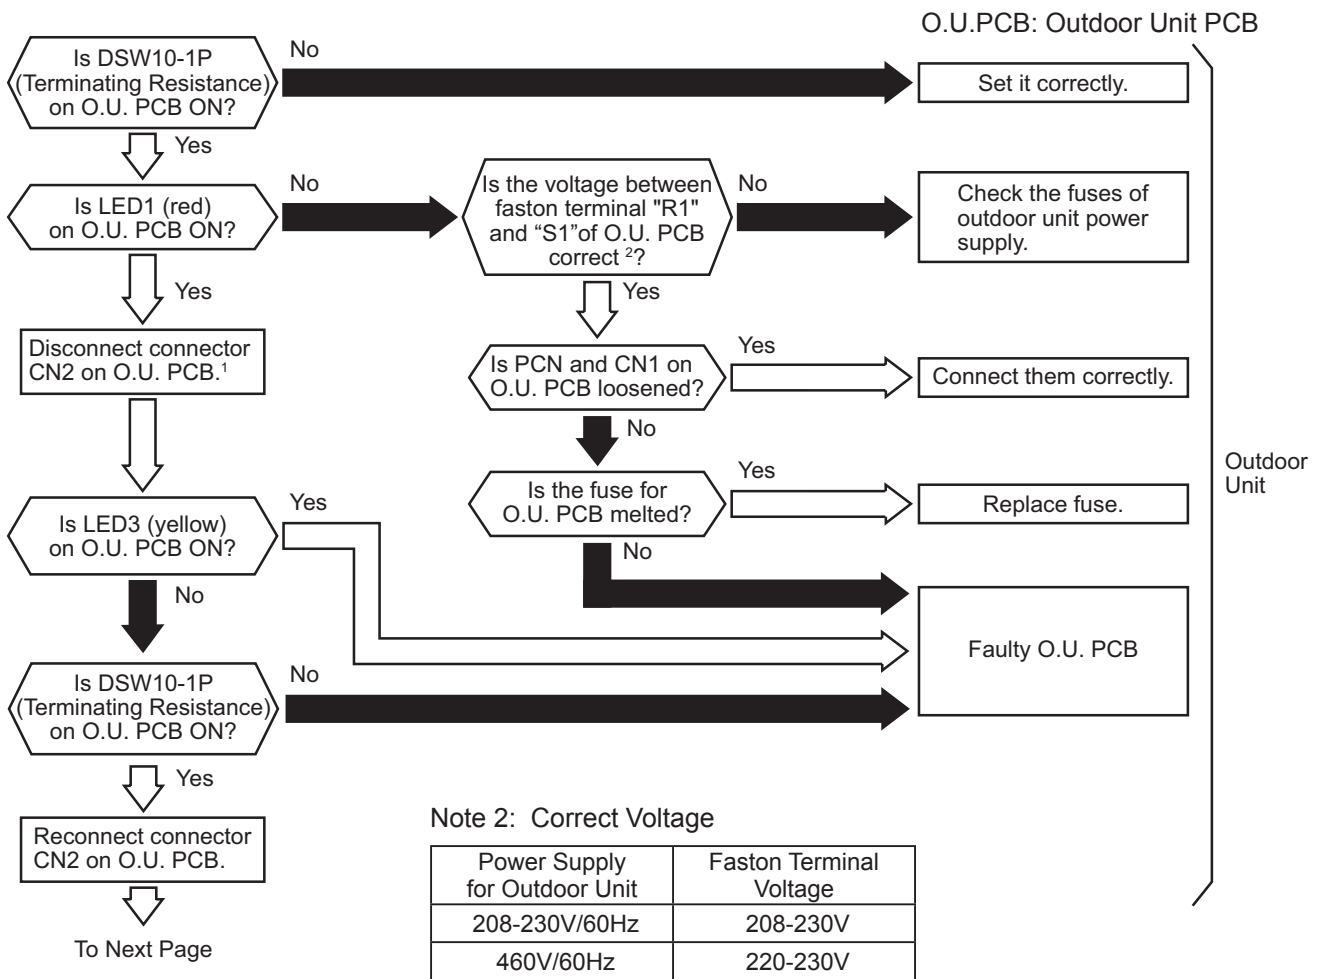 O.U.PCB: Outdoor Unit PCB
Is DSW10-1P
(Terminating Resistance)
on O.U. PCB ON?
No
Set it correctly.
Yes
Is LED1 (red)
on O.U. PCB ON?
No
Is the voltage between
faston terminal "R1"
and “S1”of O.U. PCB
correct ²?
No
Check the fuses of
outdoor unit power
supply.
Yes
Yes
Disconnect connector
CN2 on O.U. PCB.¹
Is PCN and CN1 on
O.U. PCB loosened?
Yes
Connect them correctly.
No
Is the fuse for
O.U. PCB melted?
Yes
Replace fuse.
No
Outdoor
Unit
Is LED3 (yellow)
on O.U. PCB ON?
Yes
Faulty O.U. PCB
No
Is DSW10-1P
(Terminating Resistance)
on O.U. PCB ON?
No
Yes
Reconnect connector
CN2 on O.U. PCB.
To Next Page
Note 2: Correct Voltage
Power Supply
for Outdoor Unit
Faston Terminal
Voltage
208-230V/60Hz
208-230V
460V/60Hz
220-230V